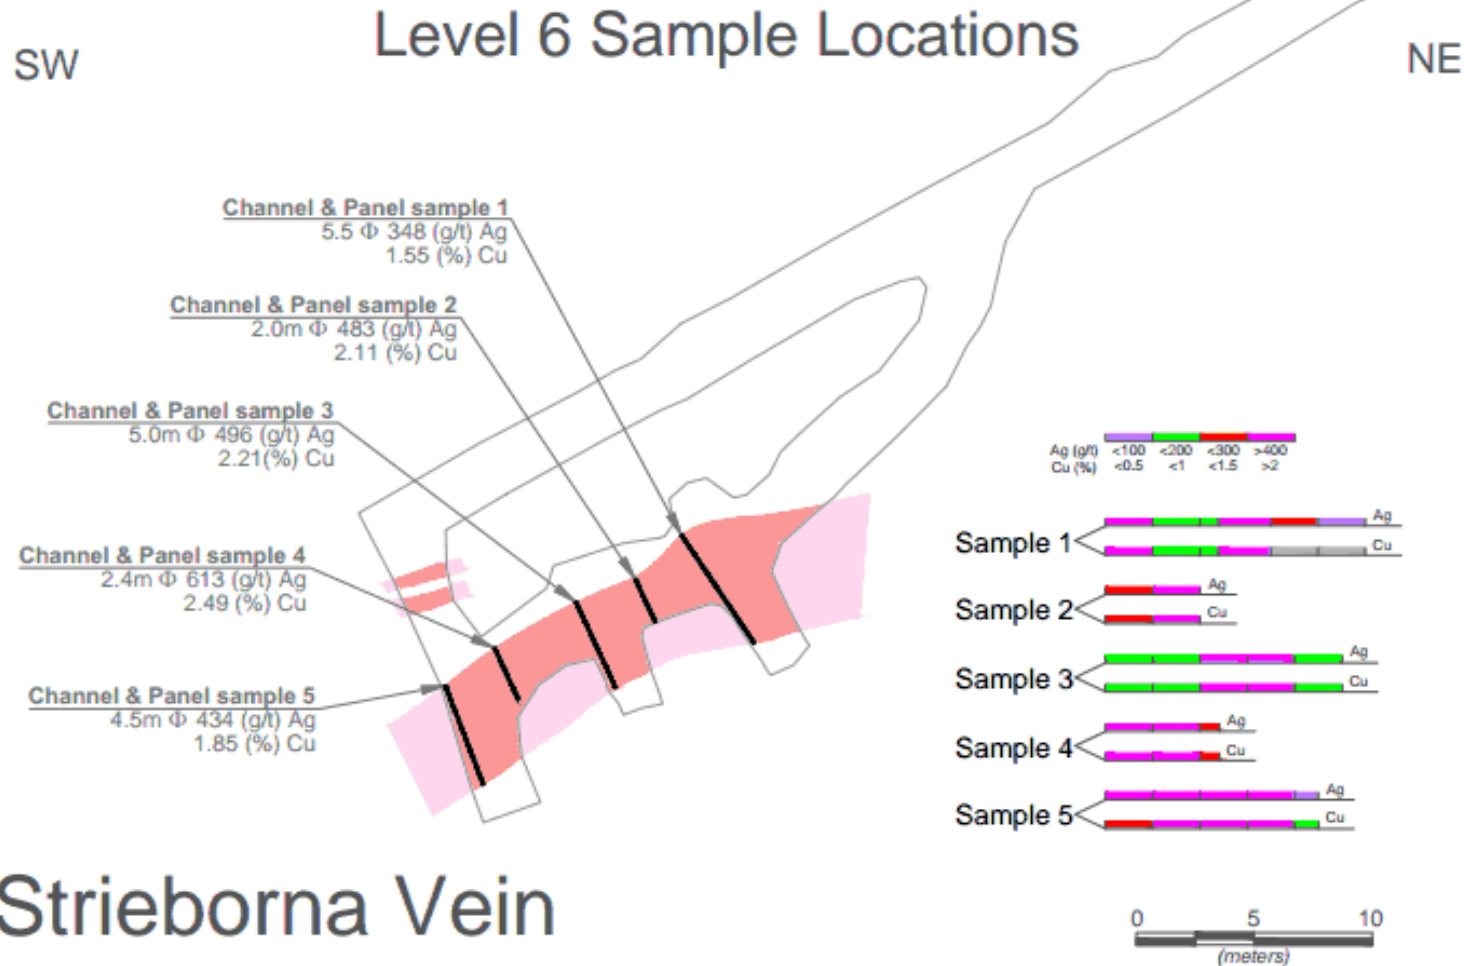 Level 6 Sample Locations
SW
NE
Channel & Panel sample 1
5.5 Φ 348 (g/t) Ag
1.55 (%) Cu
Channel & Panel sample 2
2.0m Φ 483 (g/t) Ag
2.11 (%) Cu
Channel & Panel sample 3
5.0m Φ 496 (g/t) Ag
2.21(%) Cu
Channel & Panel sample 4
2.4m Φ 613 (g/t) Ag
2.49 (%) Cu
Channel & Panel sample 5
4.5m Φ 434 (g/t) Ag
1.85 (%) Cu
Ag (g/t) <100 <200 <300 >400
Cu (%) <0.5 <1 <1.5 >2
Ag
Sample 1
Cu
Ag
Sample 2
Cu
Ag
Sample 3
Cu
Ag
Sample 4
Cu
Ag
Sample 5
Cu
Strieborna Vein
0 5 10
(meters)